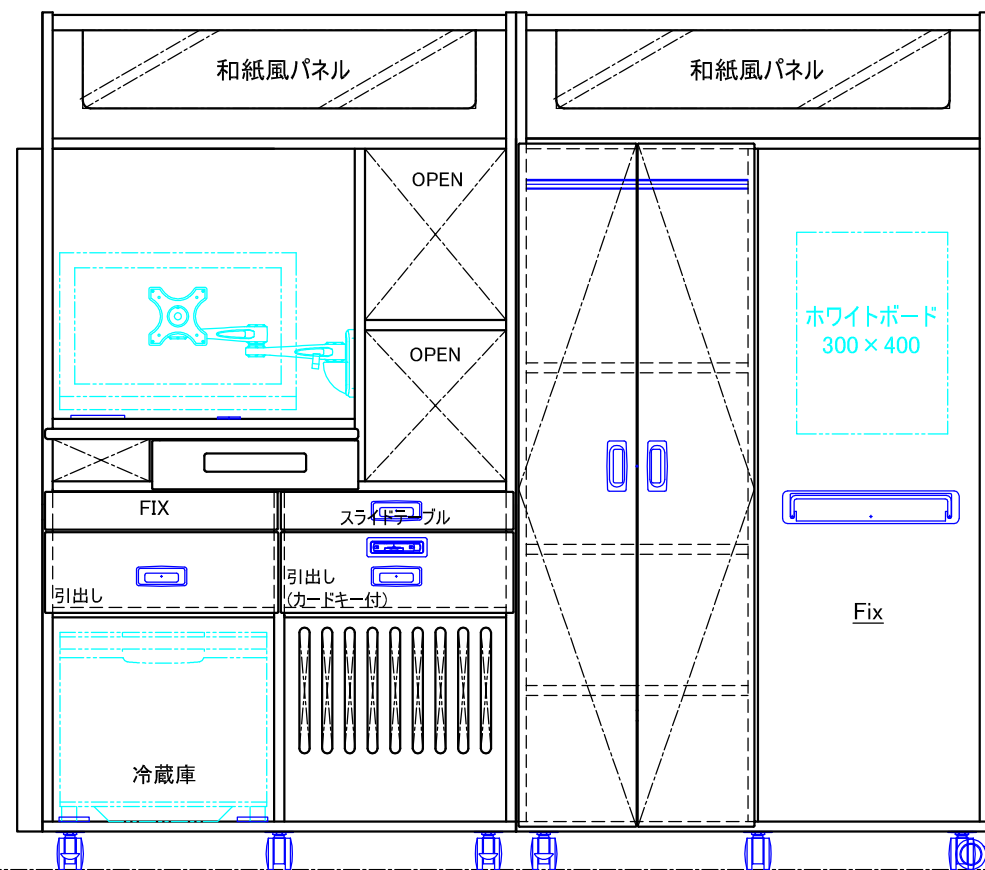 和紙風パネル
和紙風パネル
OPEN
ホワイトボード
300×400
OPEN
FIX
スライドテーブル
引出し
引出し
(カードキー付)
Fix
冷蔵庫